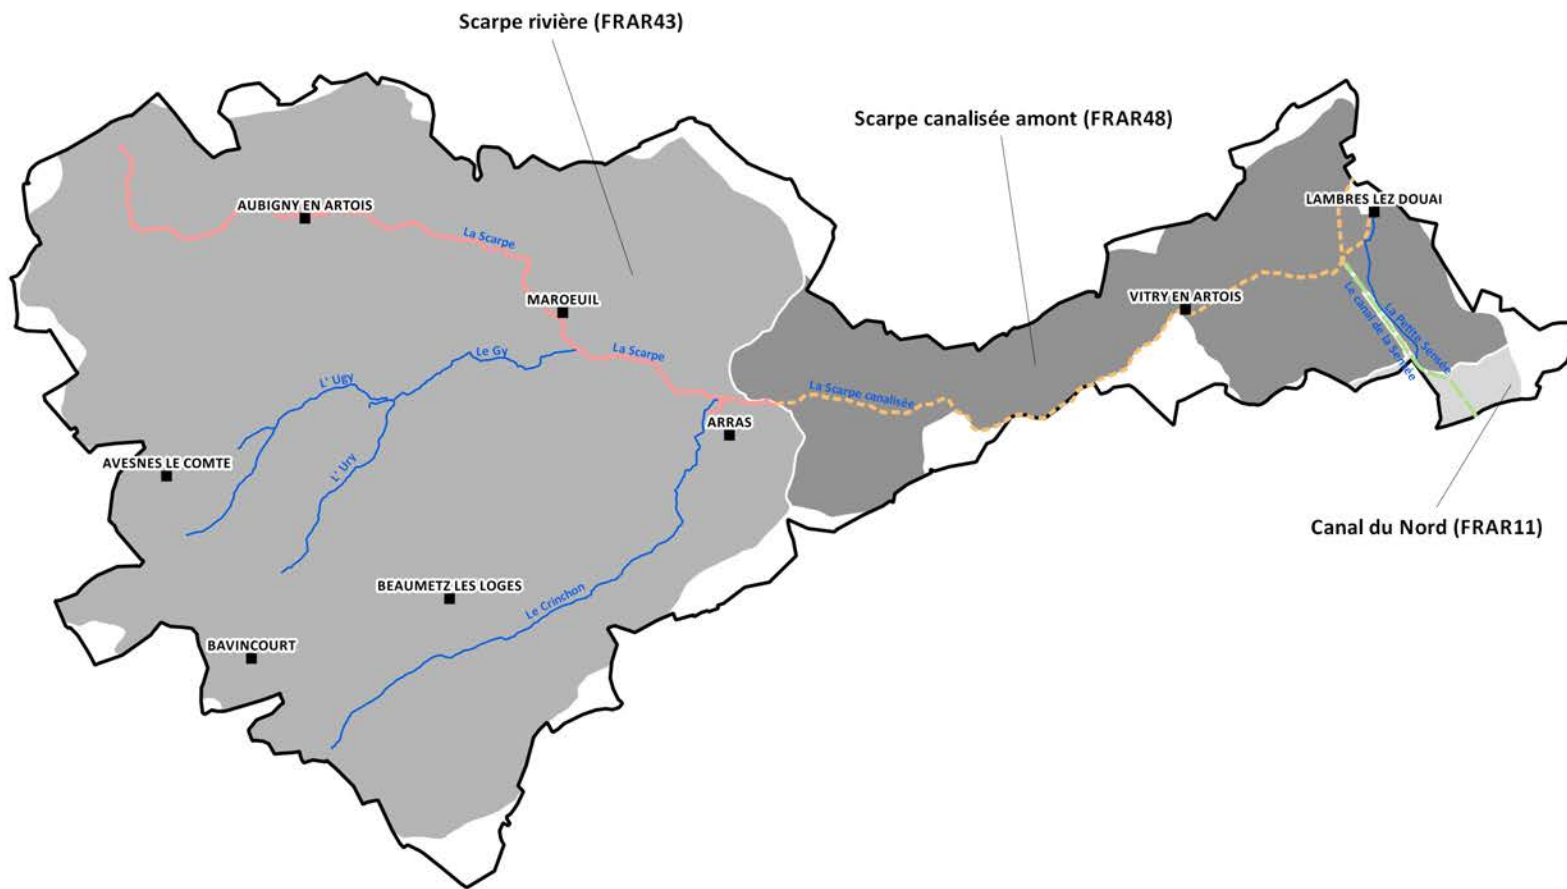 Scarpe rivière (FRAR43)
Scarpe canalisée amont (FRAR48)
LAMBRES LEZ DOUAI
AUBIGNY EN ARTOIS
La Scarpe
MAROEUIL
VITRY EN ARTOIS
Le canal de la Sensée
La Petite Sensée
Le Gy
La Scarpe
L' Ugy
La Scarpe canalisée
ARRAS
AVESNES LE COMTE
L' Ury
Canal du Nord (FRAR11)
BEAUMETZ LES LOGES
Le Crinchon
BAVINCOURT